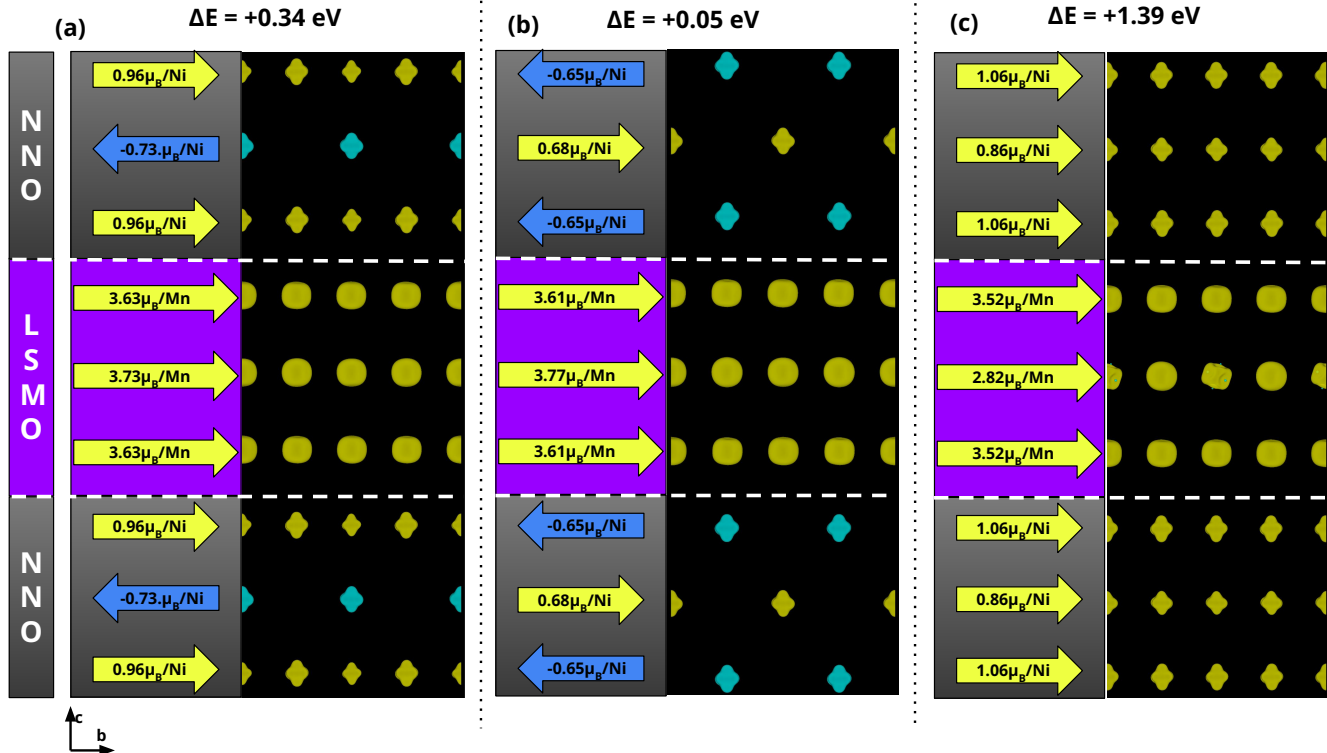 ΔE = +0.34 eV
ΔE = +0.05 eV
ΔE = +1.39 eV
(a)
(b)
(c)
N
N
O
L
S
M
O
N
N
O
0.96μB/Ni
-0.73.μB/Ni
0.96μB/Ni
3.63μB/Mn
3.73μB/Mn
3.63μB/Mn
0.96μB/Ni
-0.73.μB/Ni
0.96μB/Ni
-0.65μB/Ni
0.68μB/Ni
-0.65μB/Ni
3.61μB/Mn
3.77μB/Mn
3.61μB/Mn
-0.65μB/Ni
0.68μB/Ni
-0.65μB/Ni
1.06μB/Ni
0.86μB/Ni
1.06μB/Ni
3.52μB/Mn
2.82μB/Mn
3.52μB/Mn
1.06μB/Ni
0.86μB/Ni
1.06μB/Ni
c
b